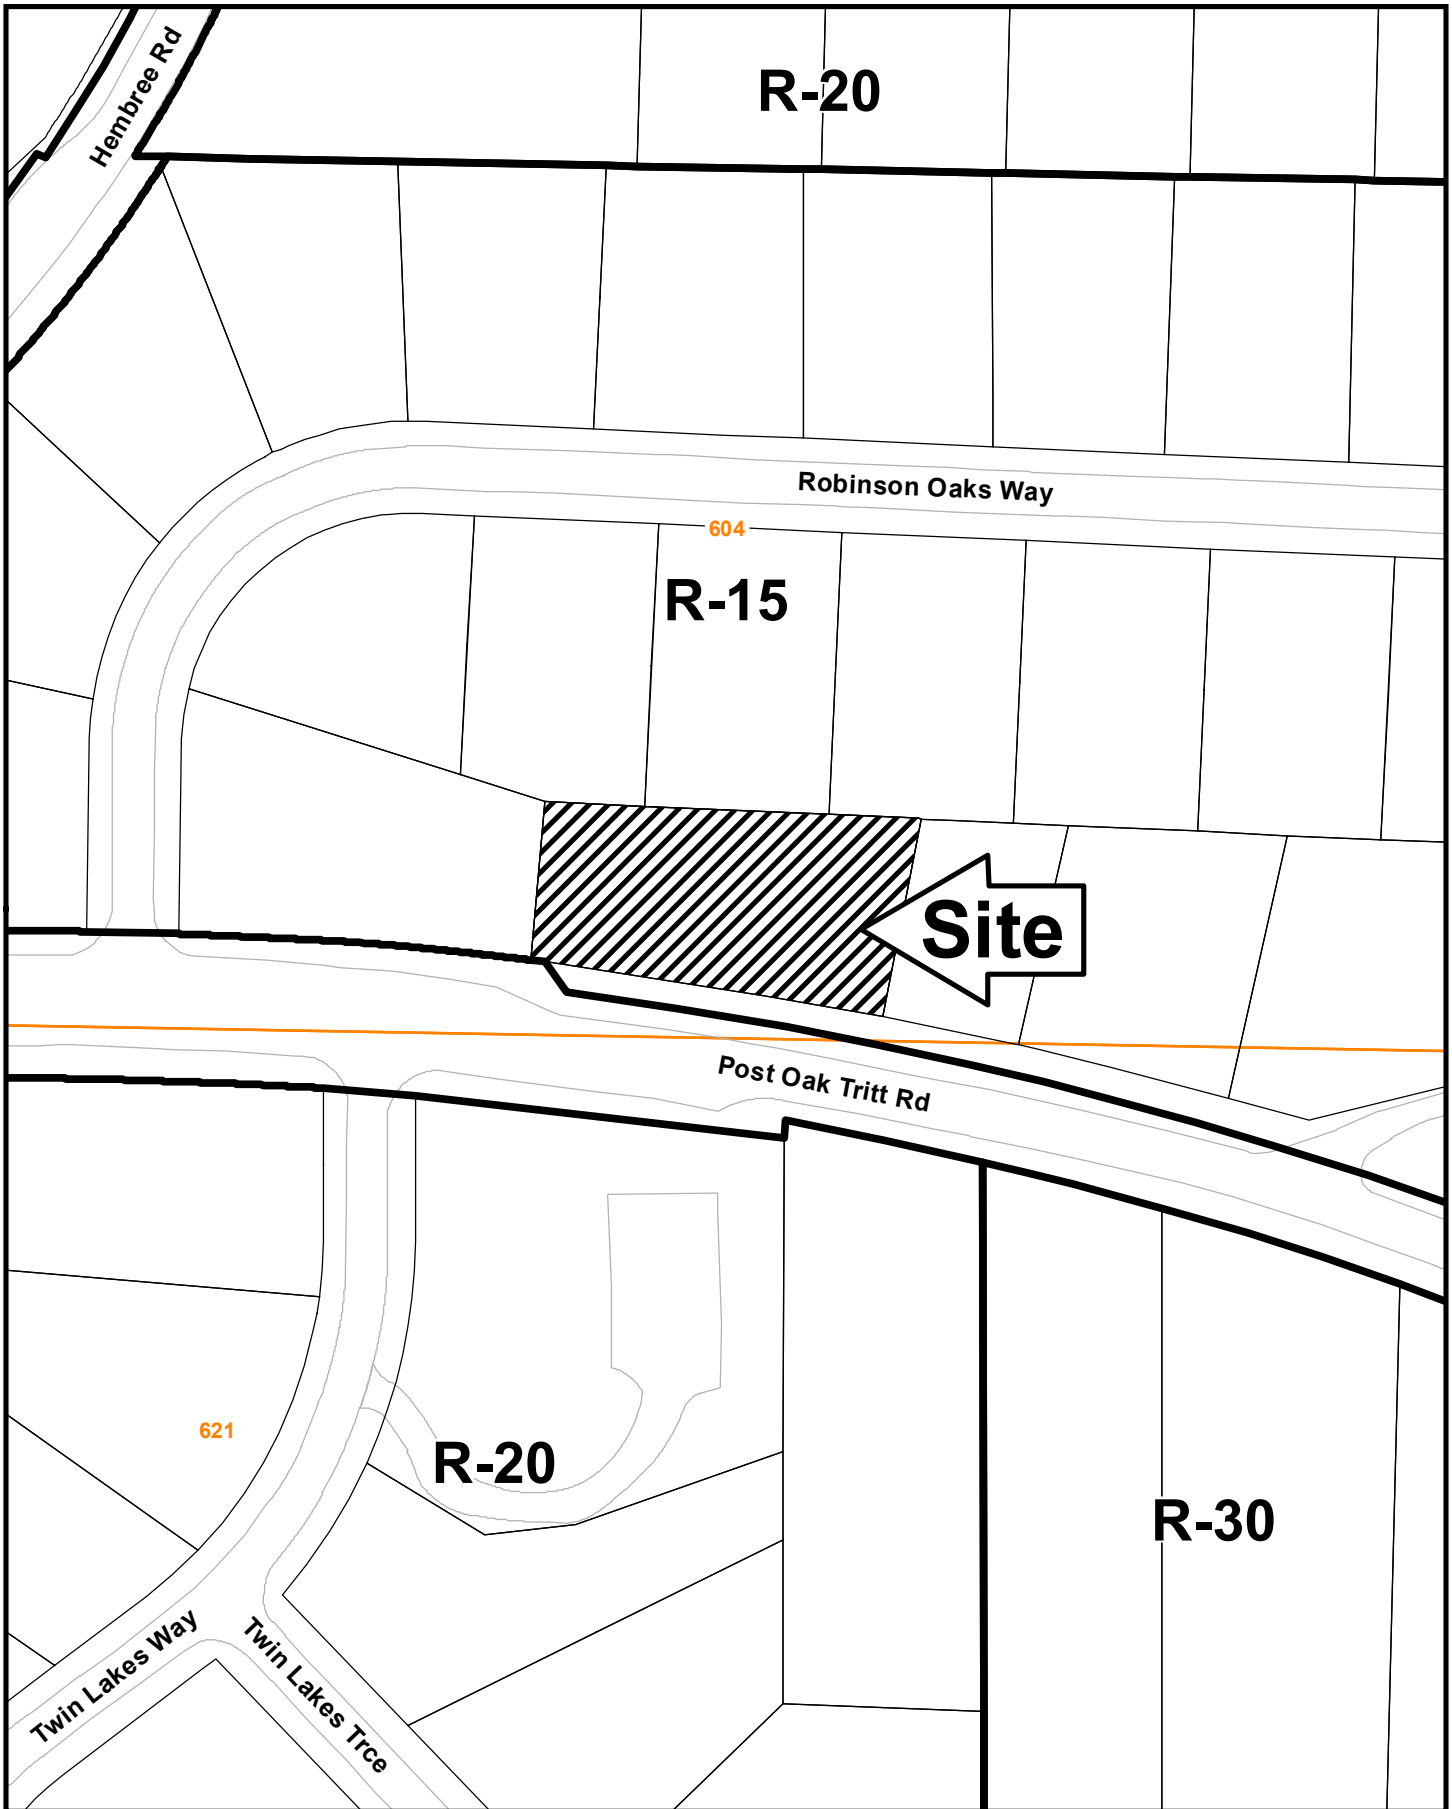 Hembree Rd
R-20
Robinson Oaks Way
604
R-15
Site
Post Oak Tritt Rd
621
R-20
R-30
Twin Lakes Way
Twin Lakes Trce